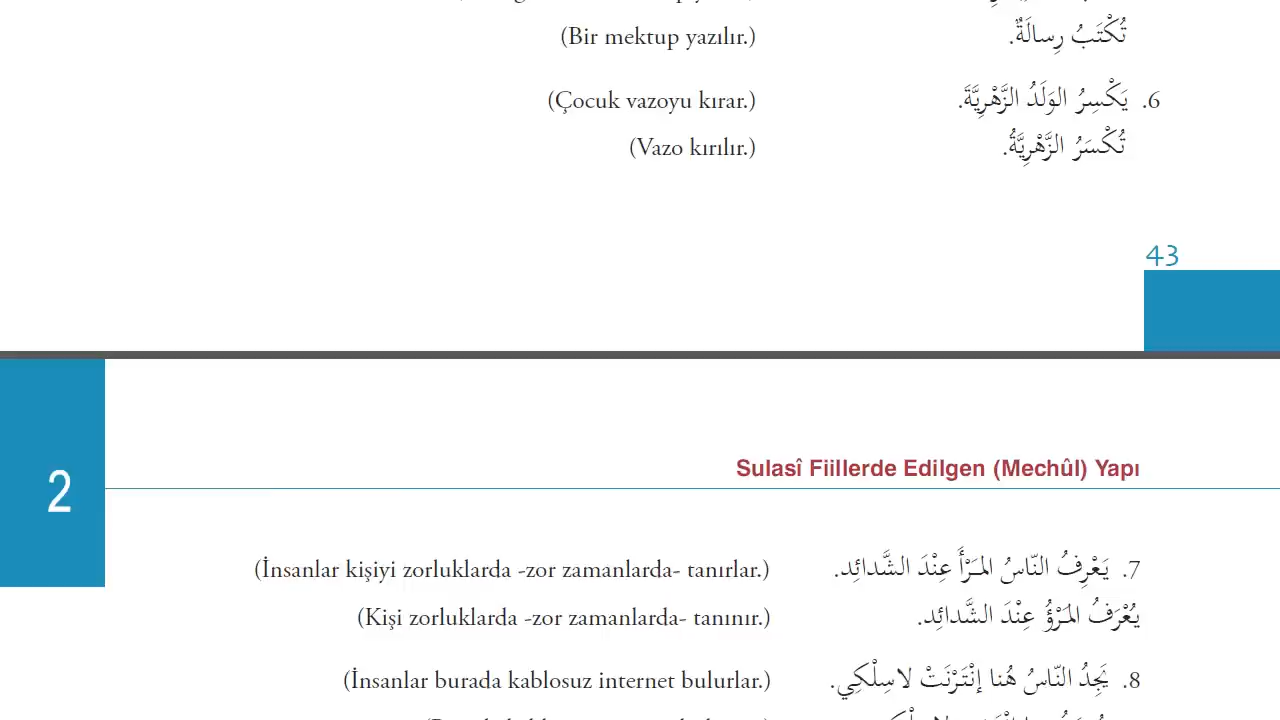 تُكْتَبُ رِسالَةٌ. (Bir mektup yazılır.)
6. يَكْسِرُ الوَلَدُ الزَّهْرِيَّةَ. (Çocuk vazoyu kırar.)
تُكْسَرُ الزَّهْرِيَّةُ. (Vazo kırılır.)
43
2
Sulasî Fiillerde Edilgen (Mechûl) Yapı
7. يَعْرِفُ النّاسُ المَرْأَ عِنْدَ الشَّدائِد. (İnsanlar kişiyi zorluklarda -zor zamanlarda- tanırlar.)
يُعْرَفُ المَرْؤُ عِنْدَ الشَّدائِد. (Kişi zorluklarda -zor zamanlarda- tanınır.)
8. يَجِدُ النّاسُ هُنا إنْتَرْنَتْ لاسِلْكِي. (İnsanlar burada kablosuz internet bulurlar.)